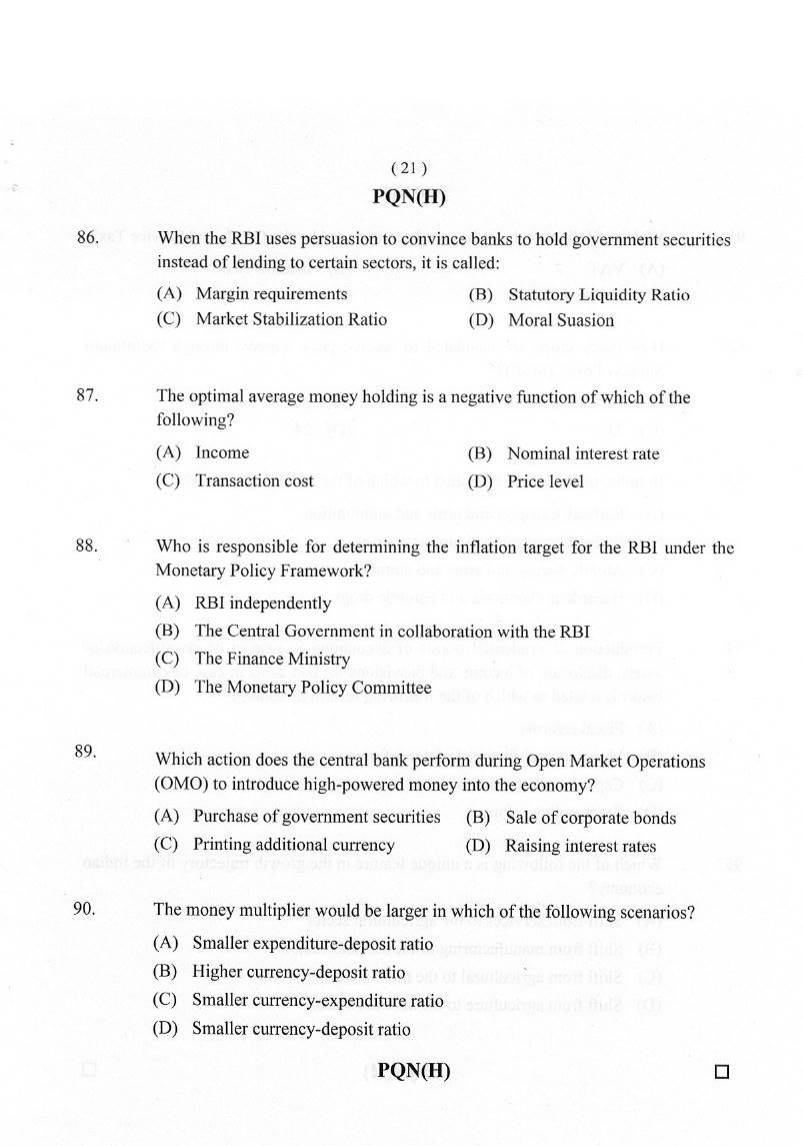 ( 21 )
PQN(H)
86. When the RBI uses persuasion to convince banks to hold government securities
instead of lending to certain sectors, it is called:
(A) Margin requirements (B) Statutory Liquidity Ratio
(C) Market Stabilization Ratio (D) Moral Suasion
87. The optimal average money holding is a negative function of which of the
following?
(A) Income (B) Nominal interest rate
(C) Transaction cost (D) Price level
88. Who is responsible for determining the inflation target for the RBI under the
Monetary Policy Framework?
(A) RBI independently
(B) The Central Government in collaboration with the RBI
(C) The Finance Ministry
(D) The Monetary Policy Committee
89. Which action does the central bank perform during Open Market Operations
(OMO) to introduce high-powered money into the economy?
(A) Purchase of government securities (B) Sale of corporate bonds
(C) Printing additional currency (D) Raising interest rates
90. The money multiplier would be larger in which of the following scenarios?
(A) Smaller expenditure-deposit ratio
(B) Higher currency-deposit ratio
(C) Smaller currency-expenditure ratio
(D) Smaller currency-deposit ratio
PQN(H)